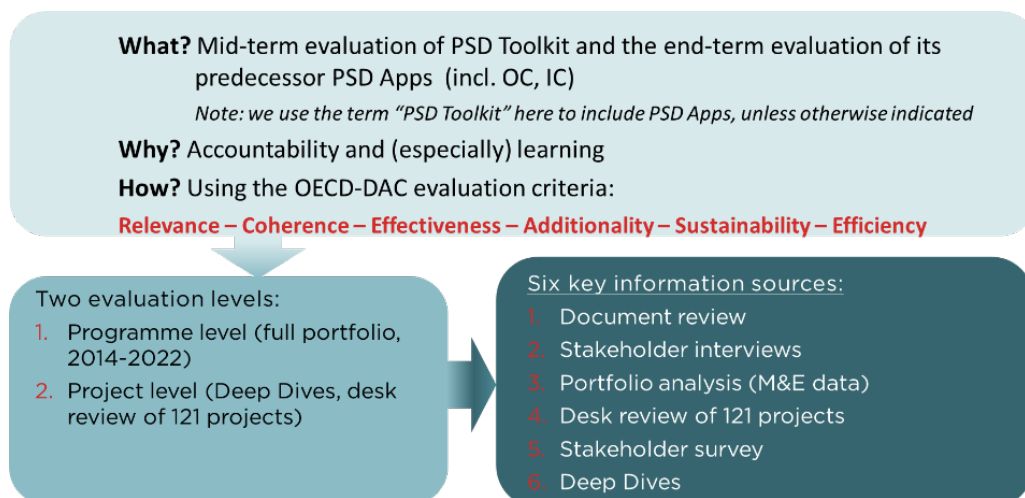 What? Mid-term evaluation of PSD Toolkit and the end-term evaluation of its
predecessor PSD Apps (incl. OC, IC)
Note: we use the term “PSD Toolkit” here to include PSD Apps, unless otherwise indicated
Why? Accountability and (especially) learning
How? Using the OECD-DAC evaluation criteria:
Relevance – Coherence – Effectiveness – Additionality – Sustainability – Efficiency
Two evaluation levels:
1. Programme level (full portfolio,
2014-2022)
2. Project level (Deep Dives, desk
review of 121 projects)
Six key information sources:
1. Document review
2. Stakeholder interviews
3. Portfolio analysis (M&E data)
4. Desk review of 121 projects
5. Stakeholder survey
6. Deep Dives